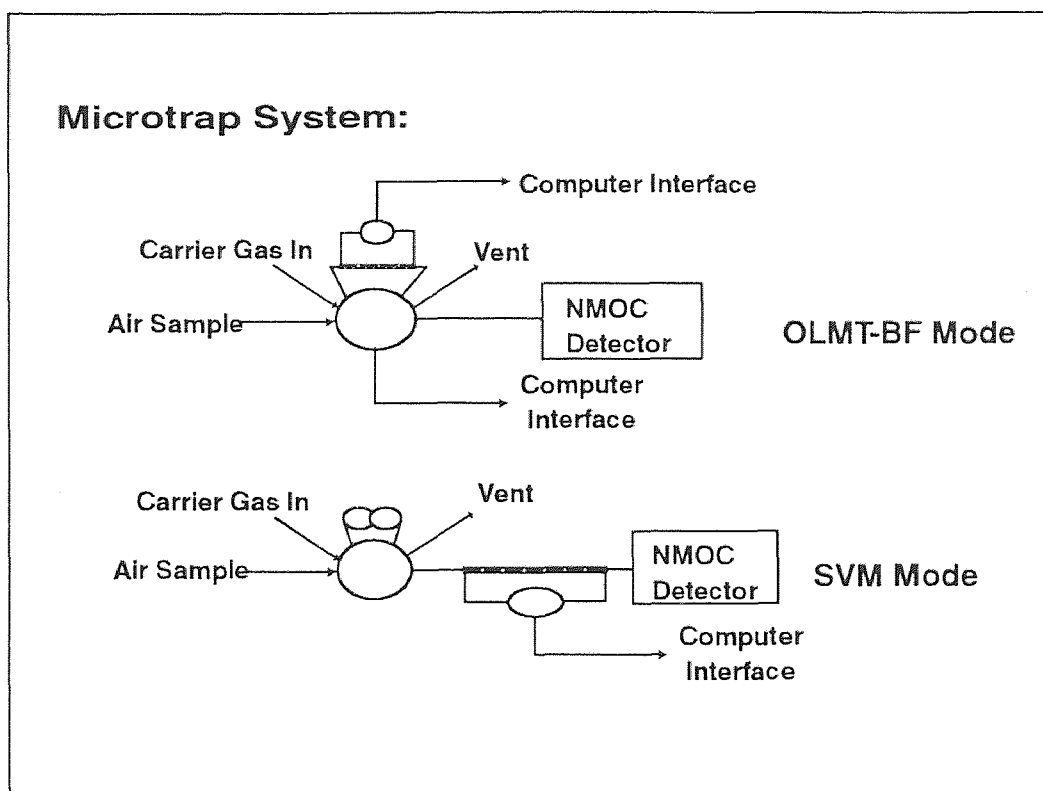 Microtrap System:
Computer Interface
Carrier Gas In
Vent
Air Sample
NMOC
Detector
OLMT-BF Mode
Computer
Interface
Carrier Gas In
Vent
Air Sample
NMOC
Detector
SVM Mode
Computer
Interface